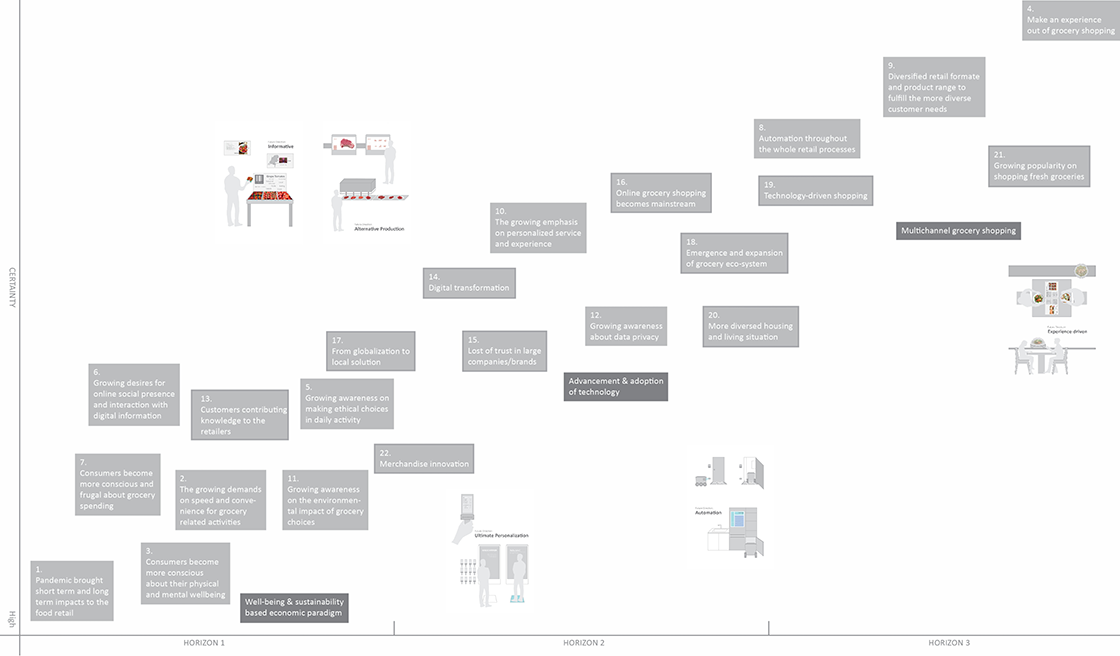 4.
Make an experience
out of grocery shopping
9.
Diversified retail formate
and product range to
fulfill the more diverse
customer needs
8.
Automation throughout
the whole retail processes
21.
Growing popularity on
shopping fresh groceries
Informative
Alternative Production
16.
Online grocery shopping
becomes mainstream
19.
Technology-driven shopping
10.
The growing emphasis
on personalized service
and experience
Multichannel grocery shopping
18.
Emergence and expansion
of grocery eco-system
14.
Digital transformation
CERTAINTY
12.
Growing awareness
about data privacy
20.
More diversed housing
and living situation
Experience driven
17.
From globalization to
local solution
15.
Lost of trust in large
companies/brands
6.
Growing desires for
online social presence
and interaction with
digital information
13.
Customers contributing
knowledge to the
retailers
5.
Growing awareness on
making ethical choices
in daily activity
Advancement & adoption
of technology
22.
Merchandise innovation
7.
Consumers become
more conscious and
frugal about grocery
spending
2.
The growing demands
on speed and conve-
nience for grocery
related activities
11.
Growing awareness
on the environmen-
tal impact of grocery
choices
Ultimate Personalization
Automation
3.
Consumers become
more conscious
about their physical
and mental wellbeing
1.
Pandemic brought
short term and long
term impacts to the
food retail
Well-being & sustainability
based economic paradigm
High
HORIZON 1
HORIZON 2
HORIZON 3